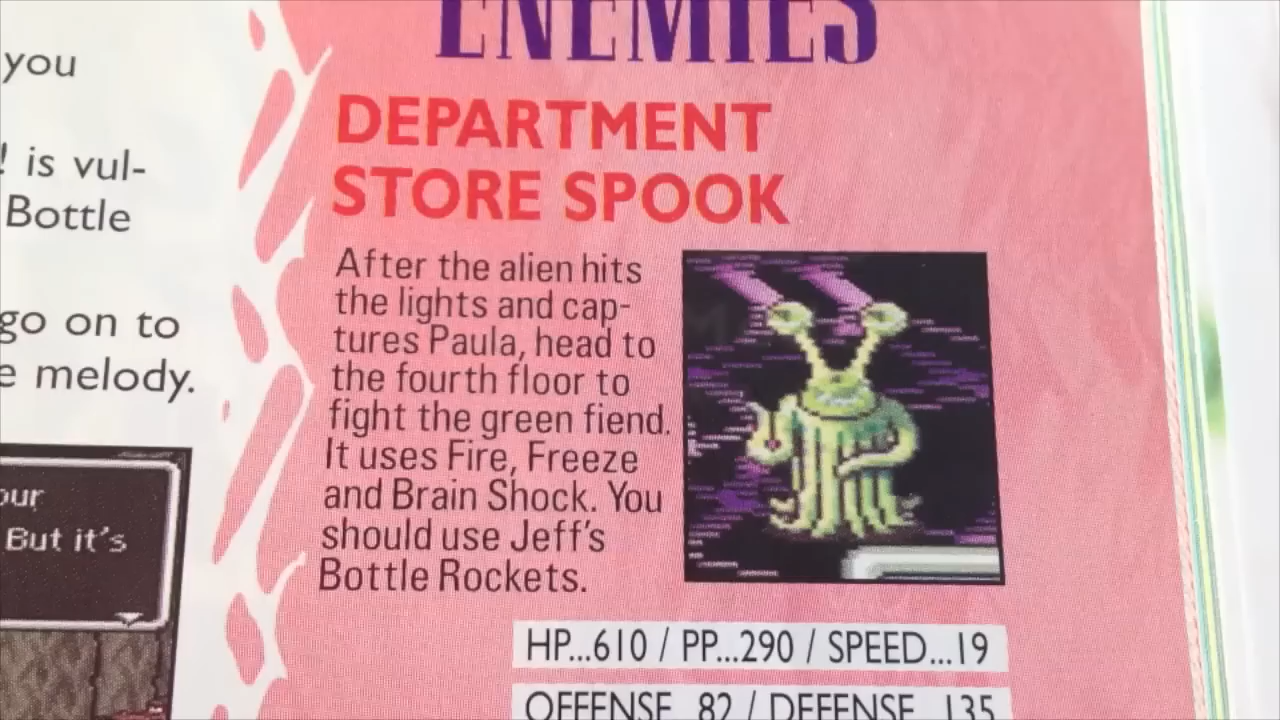 you
! is vul-
Bottle
go on to
e melody.
our
But it's
ENEMIES
DEPARTMENT
STORE SPOOK
After the alien hits
the lights and cap-
tures Paula, head to
the fourth floor to
fight the green fiend.
It uses Fire, Freeze
and Brain Shock. You
should use Jeff's
Bottle Rockets.
HP...610 / PP...290 / SPEED...19
OFFENSE...82 / DEFENSE...135